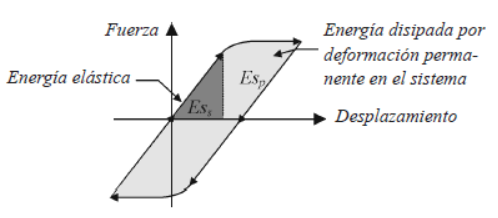 Fuerza
Energía disipada por
deformación perma-
nente en el sistema
Energía elástica
Es_p
Es_s
Desplazamiento